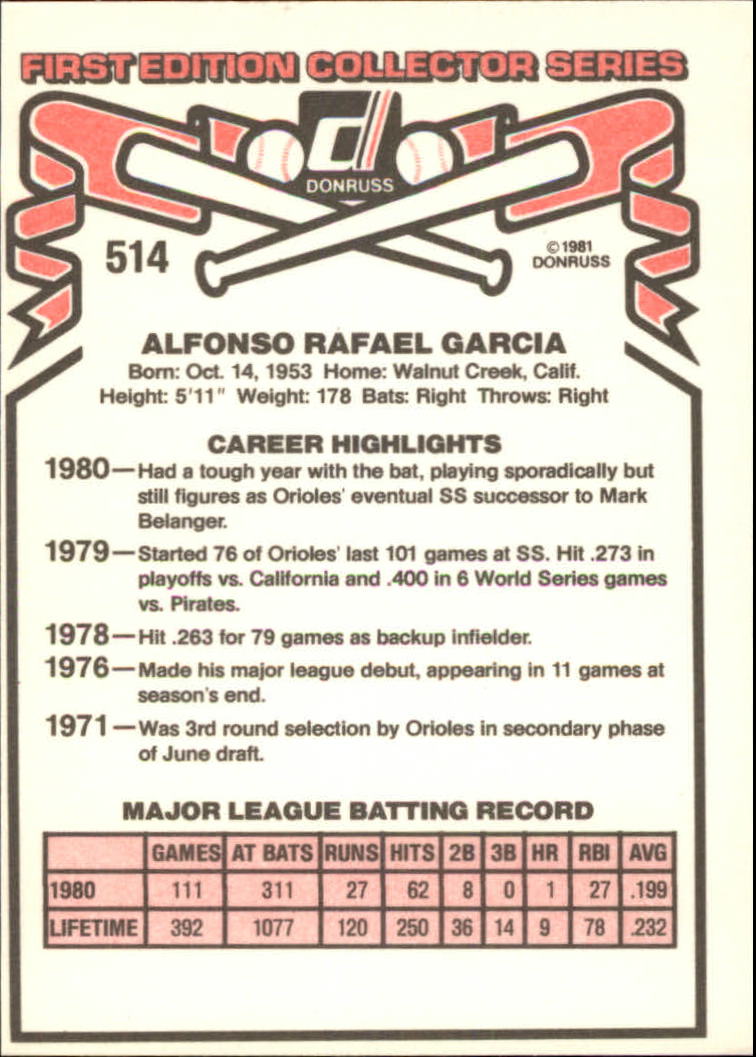 FIRST EDITION COLLECTOR SERIES
d
DONRUSS
514
©1981
DONRUSS
ALFONSO RAFAEL GARCIA
Born: Oct. 14, 1953 Home: Walnut Creek, Calif.
Height: 5'11" Weight: 178 Bats: Right Throws: Right
CAREER HIGHLIGHTS
1980—Had a tough year with the bat, playing sporadically but
still figures as Orioles' eventual SS successor to Mark
Belanger.
1979—Started 76 of Orioles' last 101 games at SS. Hit .273 in
playoffs vs. California and .400 in 6 World Series games
vs. Pirates.
1978—Hit .263 for 79 games as backup infielder.
1976—Made his major league debut, appearing in 11 games at
season's end.
1971—Was 3rd round selection by Orioles in secondary phase
of June draft.
MAJOR LEAGUE BATTING RECORD
GAMES AT BATS RUNS HITS 2B 3B HR RBI AVG
1980 111 311 27 62 8 0 1 27 .199
LIFETIME 392 1077 120 250 36 14 9 78 .232